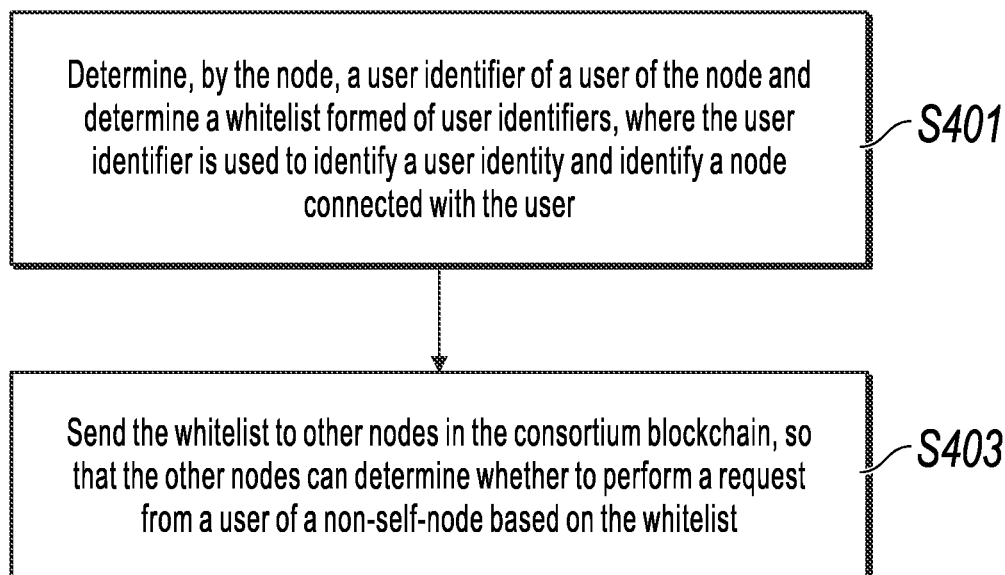 Determine, by the node, a user identifier of a user of the node and
determine a whitelist formed of user identifiers, where the user
identifier is used to identify a user identity and identify a node
connected with the user
S401
Send the whitelist to other nodes in the consortium blockchain, so
that the other nodes can determine whether to perform a request
from a user of a non-self-node based on the whitelist
S403